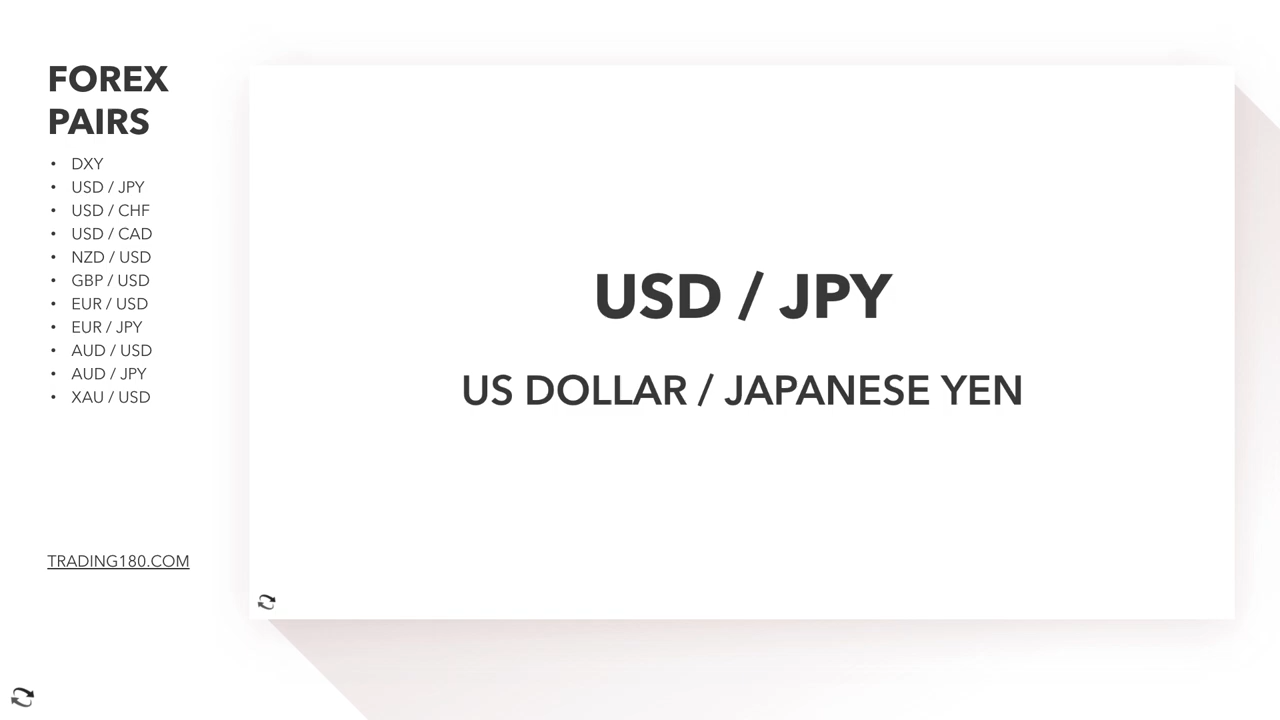 FOREX
PAIRS
• DXY
• USD / JPY
• USD / CHF
• USD / CAD
• NZD / USD
• GBP / USD
• EUR / USD
• EUR / JPY
• AUD / USD
• AUD / JPY
• XAU / USD
TRADING180.COM
USD / JPY
US DOLLAR / JAPANESE YEN